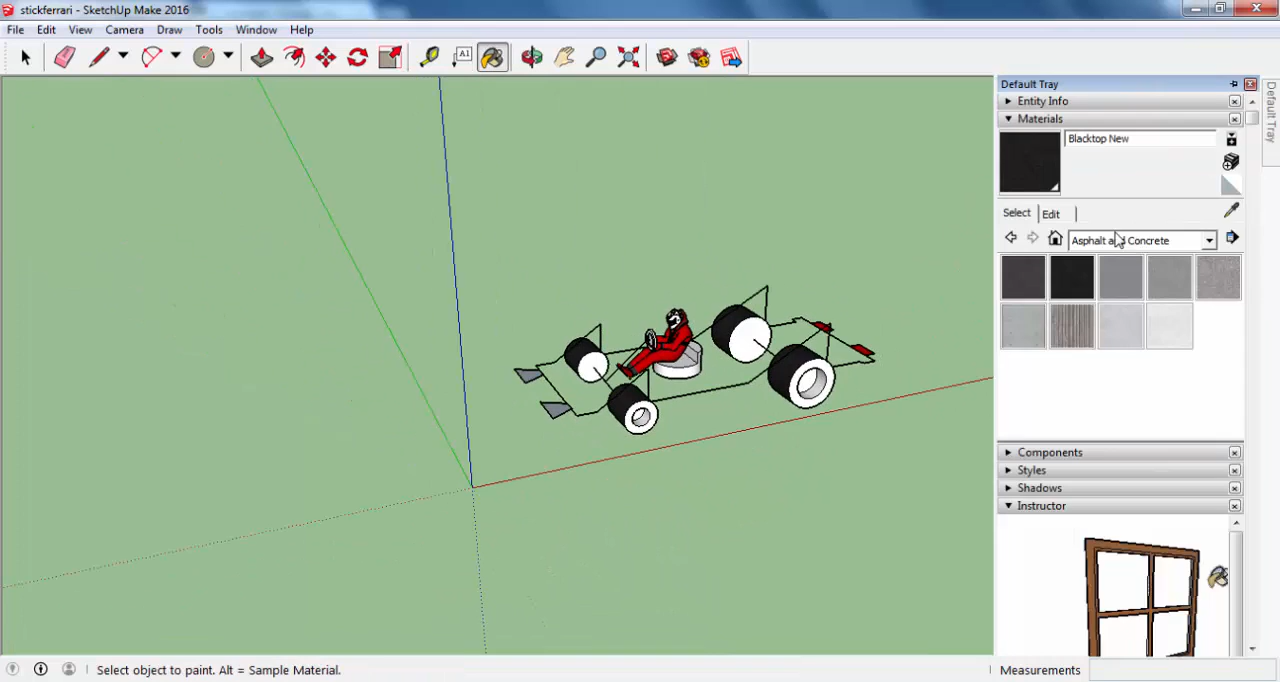 stickferrari - SketchUp Make 2016
File Edit View Camera Draw Tools Window Help
A1
Default Tray
Default Tray
Entity Info
Materials
Blacktop New
Select Edit
Asphalt and Concrete
Components
Styles
Shadows
Instructor
Select object to paint. Alt = Sample Material.
Measurements